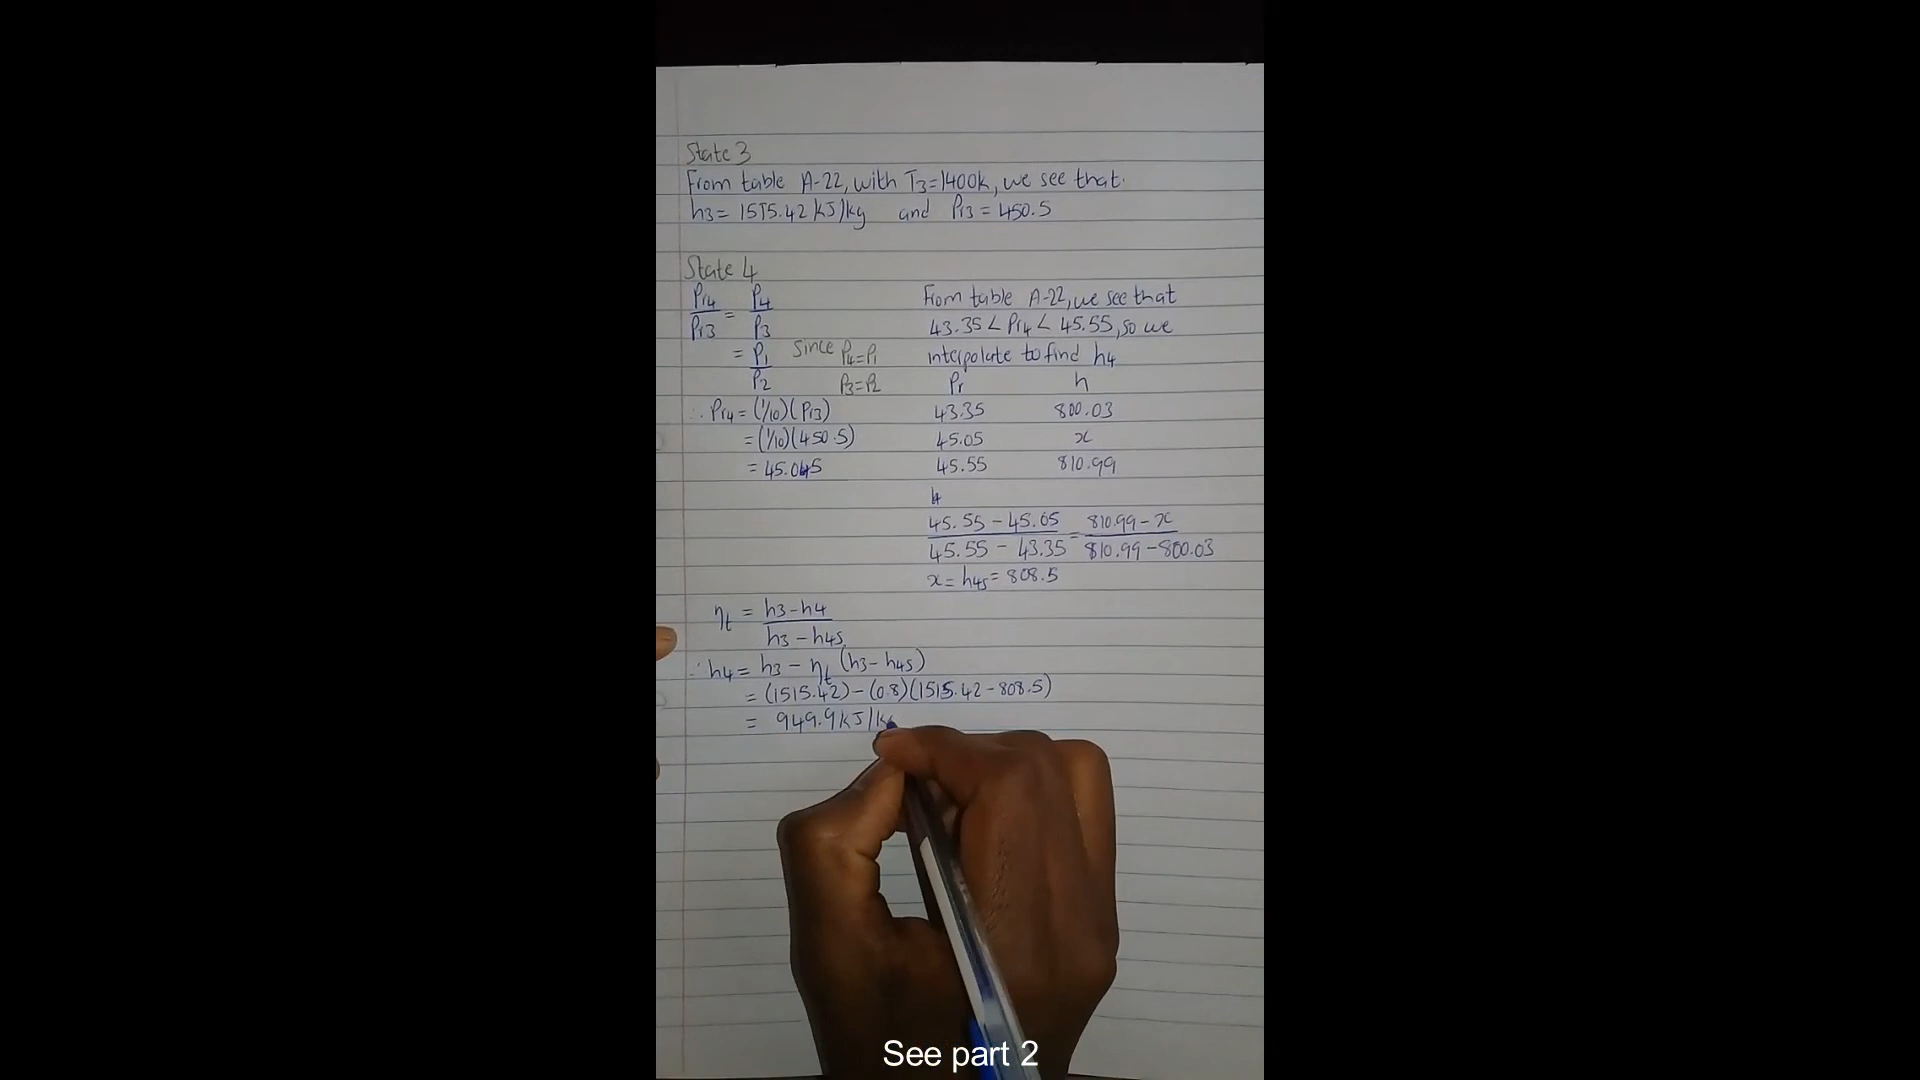 State 3
From table A-22, with T3=1400k, we see that.
h3= 1515.42 kJ/kg and Pr3 = 450.5
State 4
Pr4/Pr3 = P4/P3
= P1/P2 Since P4=P1
P3=P2
∴ Pr4 = (1/10)(Pr3)
= (1/10)(450.5)
= 45.045
From table A-22, we see that
43.35 < Pr4 < 45.55, so we
interpolate to find h4
Pr h
43.35 800.03
45.05 x
45.55 810.99
45.55 - 45.05 / 45.55 - 43.35 = 810.99 - x / 810.99 - 800.03
x = h4s = 808.5
ηt = h3-h4 / h3-h4s
∴ h4 = h3 - ηt (h3-h4s)
= (1515.42) - (0.8)(1515.42 - 808.5)
= 949.9 kJ/kg
See part 2